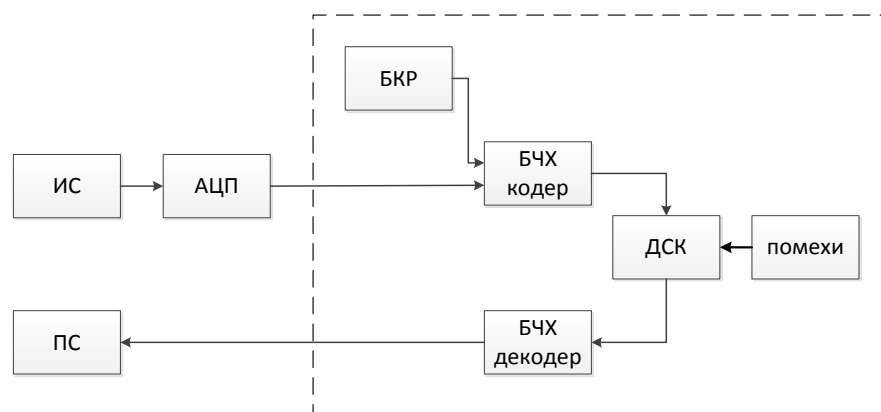 БКР
ИС
АЦП
БЧХ
кодер
ДСК
помехи
ПС
БЧХ
декодер